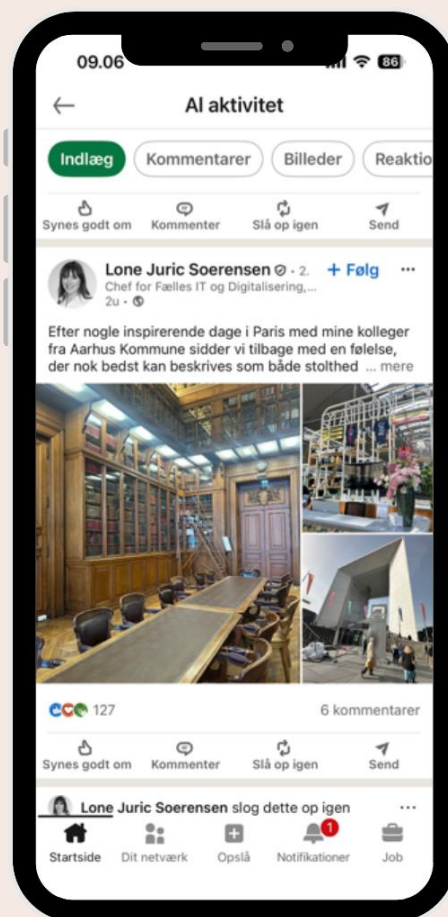 09.06
86
Al aktivitet
Indlæg
Kommentarer
Billeder
Reaktio
Synes godt om
Kommenter
Slå op igen
Send
Lone Juric Soerensen · 2.
+ Følg
Chef for Fælles IT og Digitalisering,...
2u ·
Efter nogle inspirerende dage i Paris med mine kolleger
fra Aarhus Kommune sidder vi tilbage med en følelse,
der nok bedst kan beskrives som både stolthed ... mere
127
6 kommentarer
Synes godt om
Kommenter
Slå op igen
Send
Lone Juric Soerensen slog dette op igen
1
Startside
Dit netværk
Opslå
Notifikationer
Job